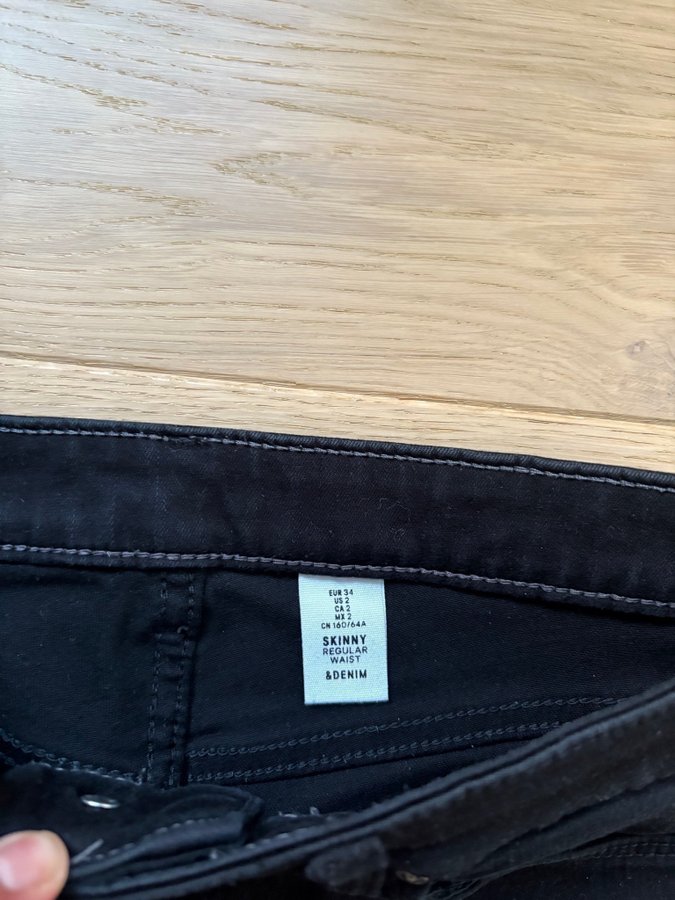 EUR 34
US 2
CA 2
MX 2
CN 160/64A
SKINNY
REGULAR
WAIST
&DENIM